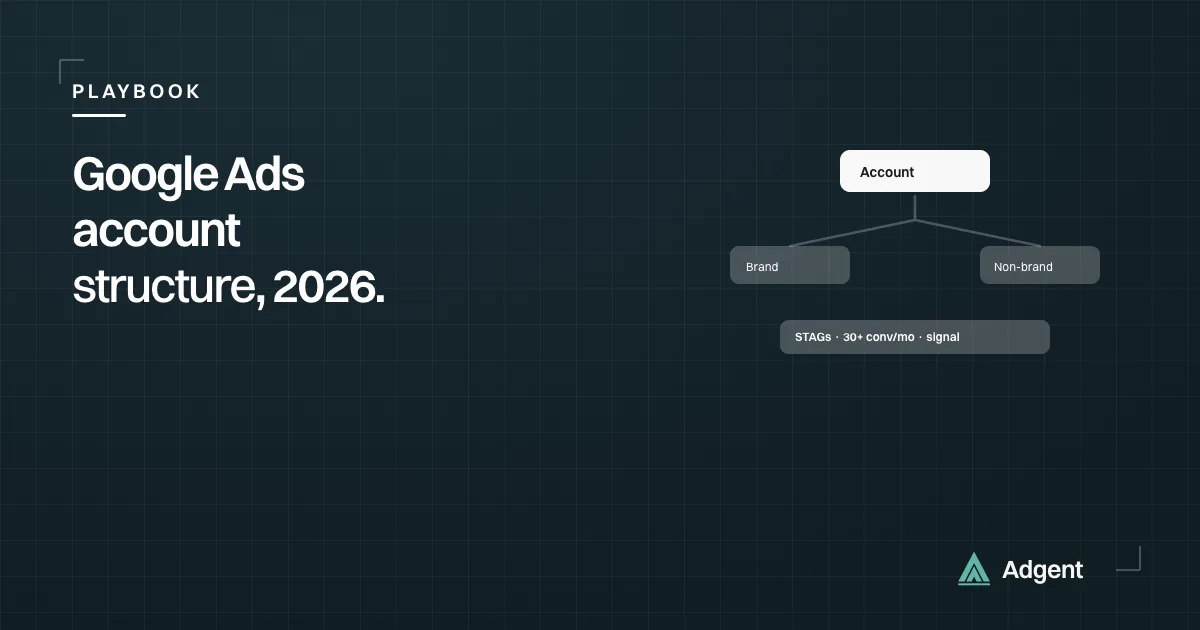 PLAYBOOK
Google Ads
account
structure, 2026.
Account
Brand
Non-brand
STAGs · 30+ conv/mo · signal
Adgent